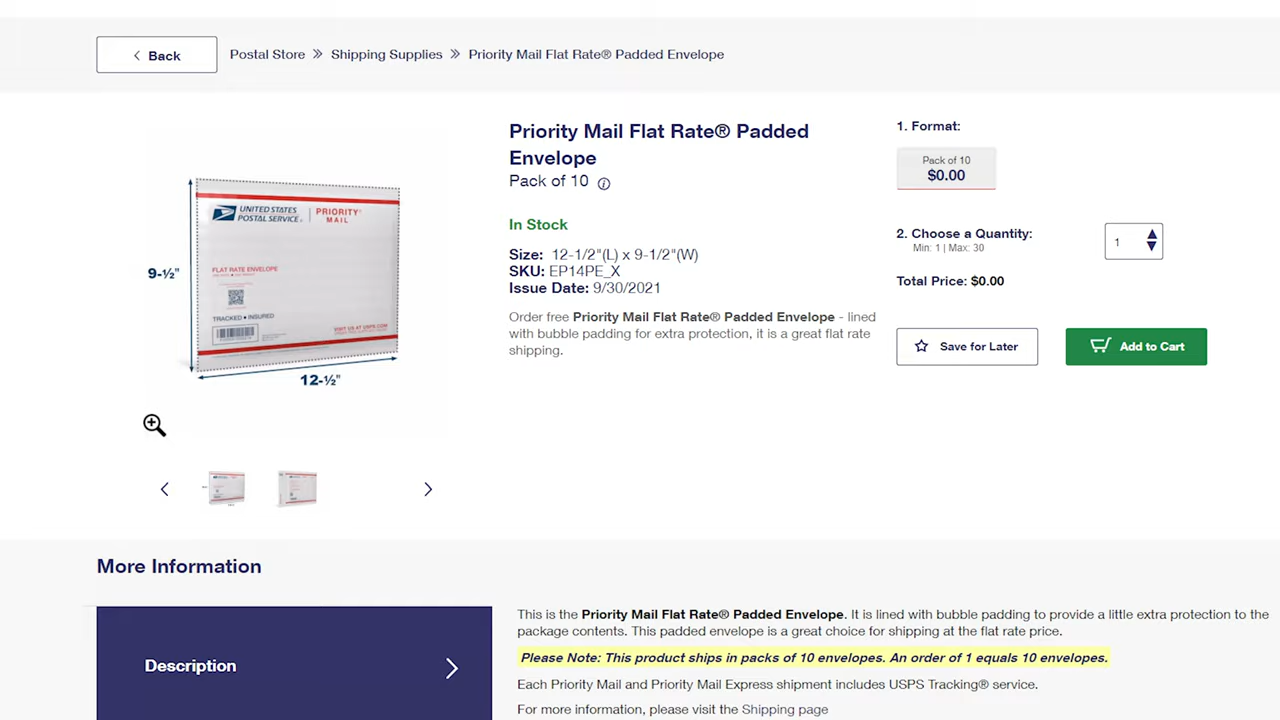 Back
Postal Store » Shipping Supplies » Priority Mail Flat Rate® Padded Envelope
9-½"
UNITED STATES
POSTAL SERVICE®
PRIORITY®
MAIL
FLAT RATE ENVELOPE
TRACKED ● INSURED
VISIT US AT USPS.COM
12-½"
Priority Mail Flat Rate® Padded
Envelope
Pack of 10
In Stock
Size: 12-1/2"(L) x 9-1/2"(W)
SKU: EP14PE_X
Issue Date: 9/30/2021
Order free Priority Mail Flat Rate® Padded Envelope - lined
with bubble padding for extra protection, it is a great flat rate
shipping.
1. Format:
Pack of 10
$0.00
2. Choose a Quantity:
Min: 1 | Max: 30
1
Total Price: $0.00
Save for Later
Add to Cart
More Information
Description
This is the Priority Mail Flat Rate® Padded Envelope. It is lined with bubble padding to provide a little extra protection to the
package contents. This padded envelope is a great choice for shipping at the flat rate price.
Please Note: This product ships in packs of 10 envelopes. An order of 1 equals 10 envelopes.
Each Priority Mail and Priority Mail Express shipment includes USPS Tracking® service.
For more information, please visit the Shipping page